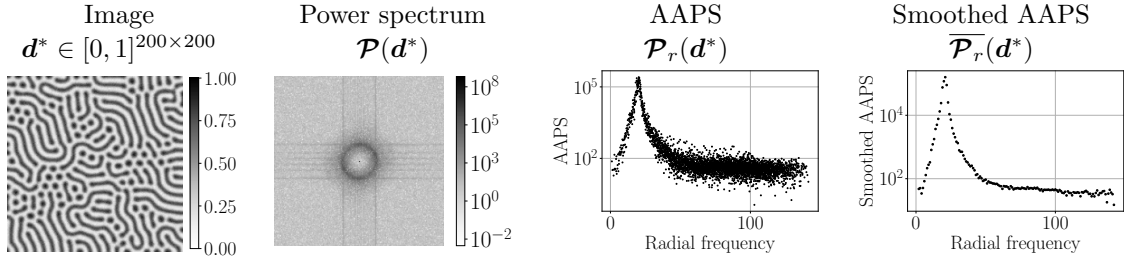 Image
d* ∈ [0, 1]^{200×200}
1.00
0.75
0.50
0.25
0.00
Power spectrum
𝓟(d*)
10^8
10^5
10^3
10^1
10^{-2}
AAPS
𝓟_r(d*)
AAPS
10^5
10^2
0
100
Radial frequency
Smoothed AAPS
\overline{𝓟_r}(d*)
Smoothed AAPS
10^4
10^2
0
100
Radial frequency